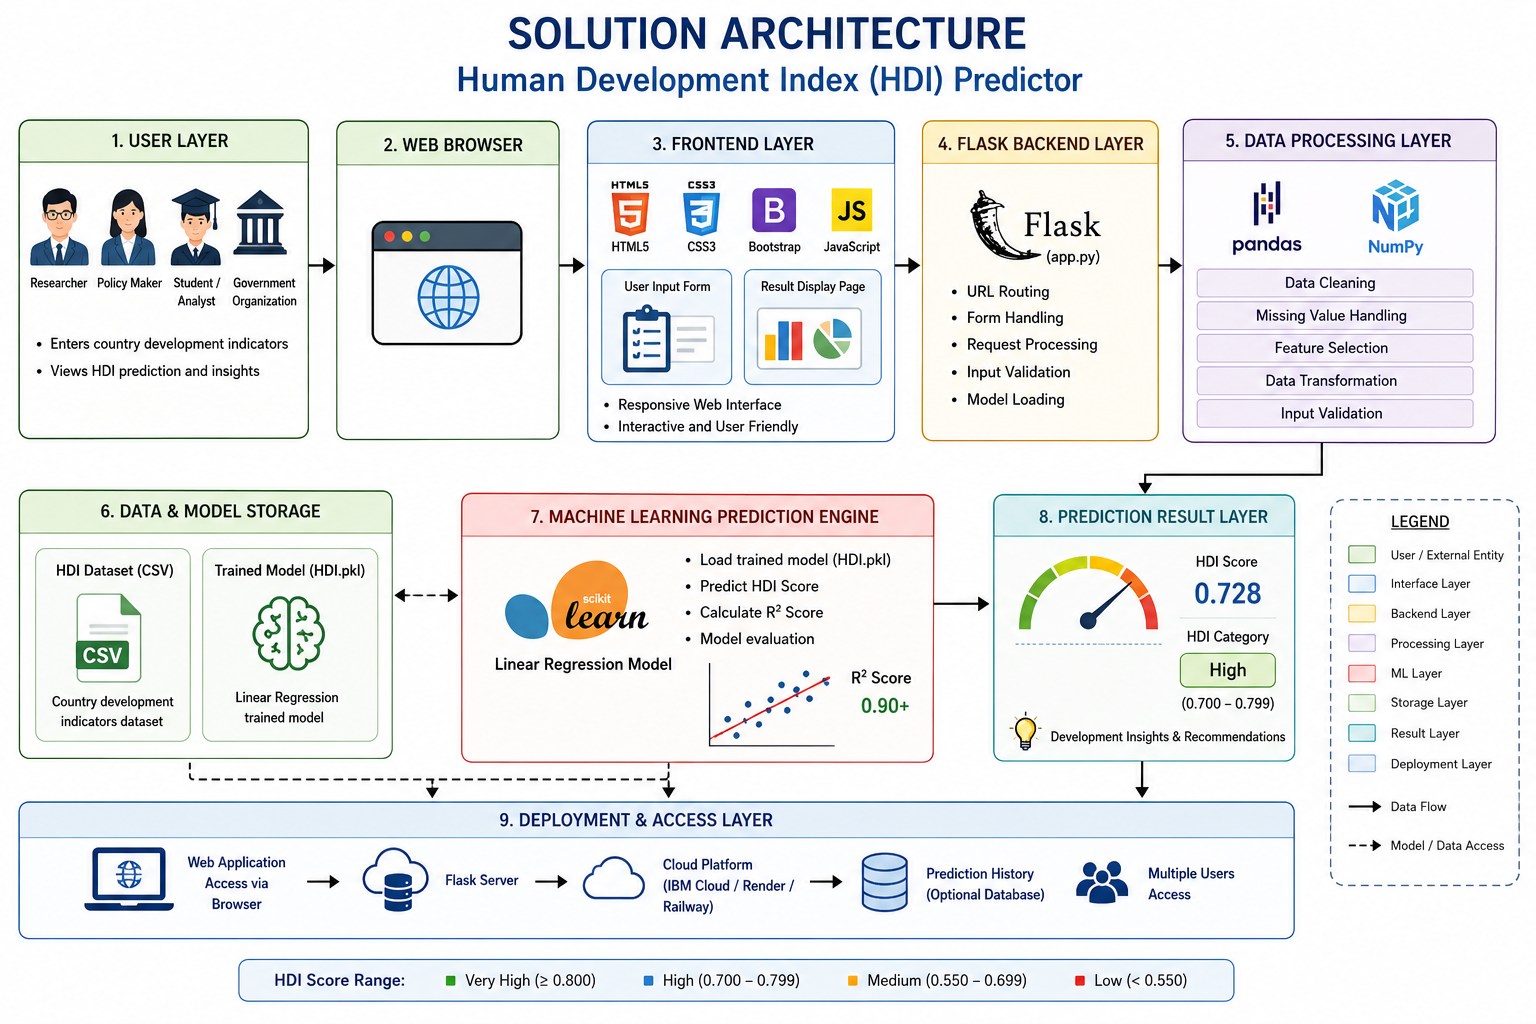 SOLUTION ARCHITECTURE
Human Development Index (HDI) Predictor
1. USER LAYER
Researcher
Policy Maker
Student /
Analyst
Government
Organization
• Enters country development indicators
• Views HDI prediction and insights
2. WEB BROWSER
3. FRONTEND LAYER
HTML5
5
HTML5
CSS3
3
CSS3
B
Bootstrap
JS
JavaScript
User Input Form
Result Display Page
• Responsive Web Interface
• Interactive and User Friendly
4. FLASK BACKEND LAYER
Flask
(app.py)
• URL Routing
• Form Handling
• Request Processing
• Input Validation
• Model Loading
5. DATA PROCESSING LAYER
pandas
NumPy
Data Cleaning
Missing Value Handling
Feature Selection
Data Transformation
Input Validation
6. DATA & MODEL STORAGE
HDI Dataset (CSV)
CSV
Country development
indicators dataset
Trained Model (HDI.pkl)
Linear Regression
trained model
7. MACHINE LEARNING PREDICTION ENGINE
scikit
learn
Linear Regression Model
• Load trained model (HDI.pkl)
• Predict HDI Score
• Calculate R² Score
• Model evaluation
R² Score
0.90+
8. PREDICTION RESULT LAYER
HDI Score
0.728
HDI Category
High
(0.700 – 0.799)
Development Insights & Recommendations
LEGEND
User / External Entity
Interface Layer
Backend Layer
Processing Layer
ML Layer
Storage Layer
Result Layer
Deployment Layer
Data Flow
Model / Data Access
9. DEPLOYMENT & ACCESS LAYER
Web Application
Access via
Browser
Flask Server
Cloud Platform
(IBM Cloud / Render /
Railway)
Prediction History
(Optional Database)
Multiple Users
Access
HDI Score Range:
Very High (≥ 0.800)
High (0.700 – 0.799)
Medium (0.550 – 0.699)
Low (< 0.550)